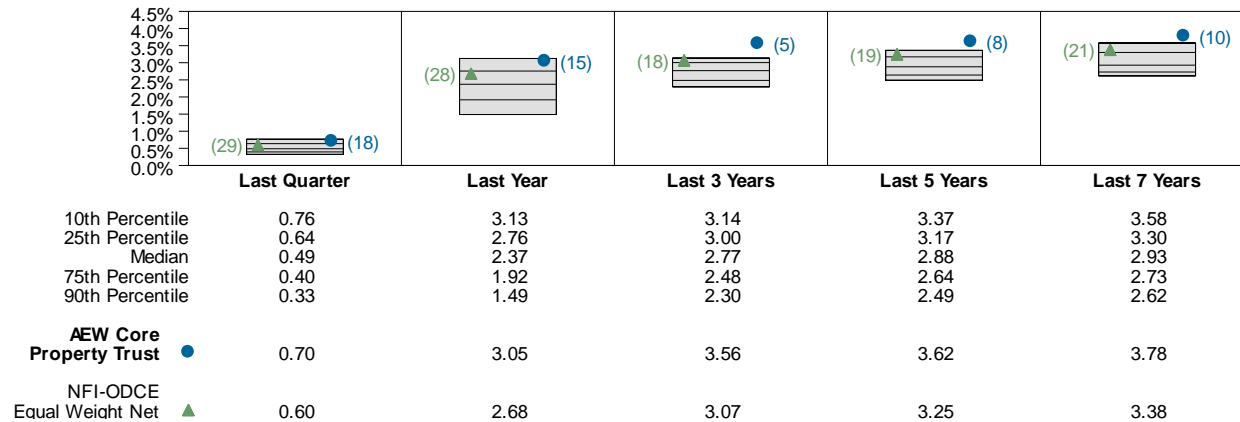 4.5%
4.0%
3.5%
3.0%
2.5%
2.0%
1.5%
1.0%
0.5%
0.0%
(29) (18)
(28) (15)
(18) (5)
(19) (8)
(21) (10)
Last Quarter Last Year Last 3 Years Last 5 Years Last 7 Years
10th Percentile 0.76 3.13 3.14 3.37 3.58
25th Percentile 0.64 2.76 3.00 3.17 3.30
Median 0.49 2.37 2.77 2.88 2.93
75th Percentile 0.40 1.92 2.48 2.64 2.73
90th Percentile 0.33 1.49 2.30 2.49 2.62
AEW Core
Property Trust 0.70 3.05 3.56 3.62 3.78
NFI-ODCE
Equal Weight Net 0.60 2.68 3.07 3.25 3.38